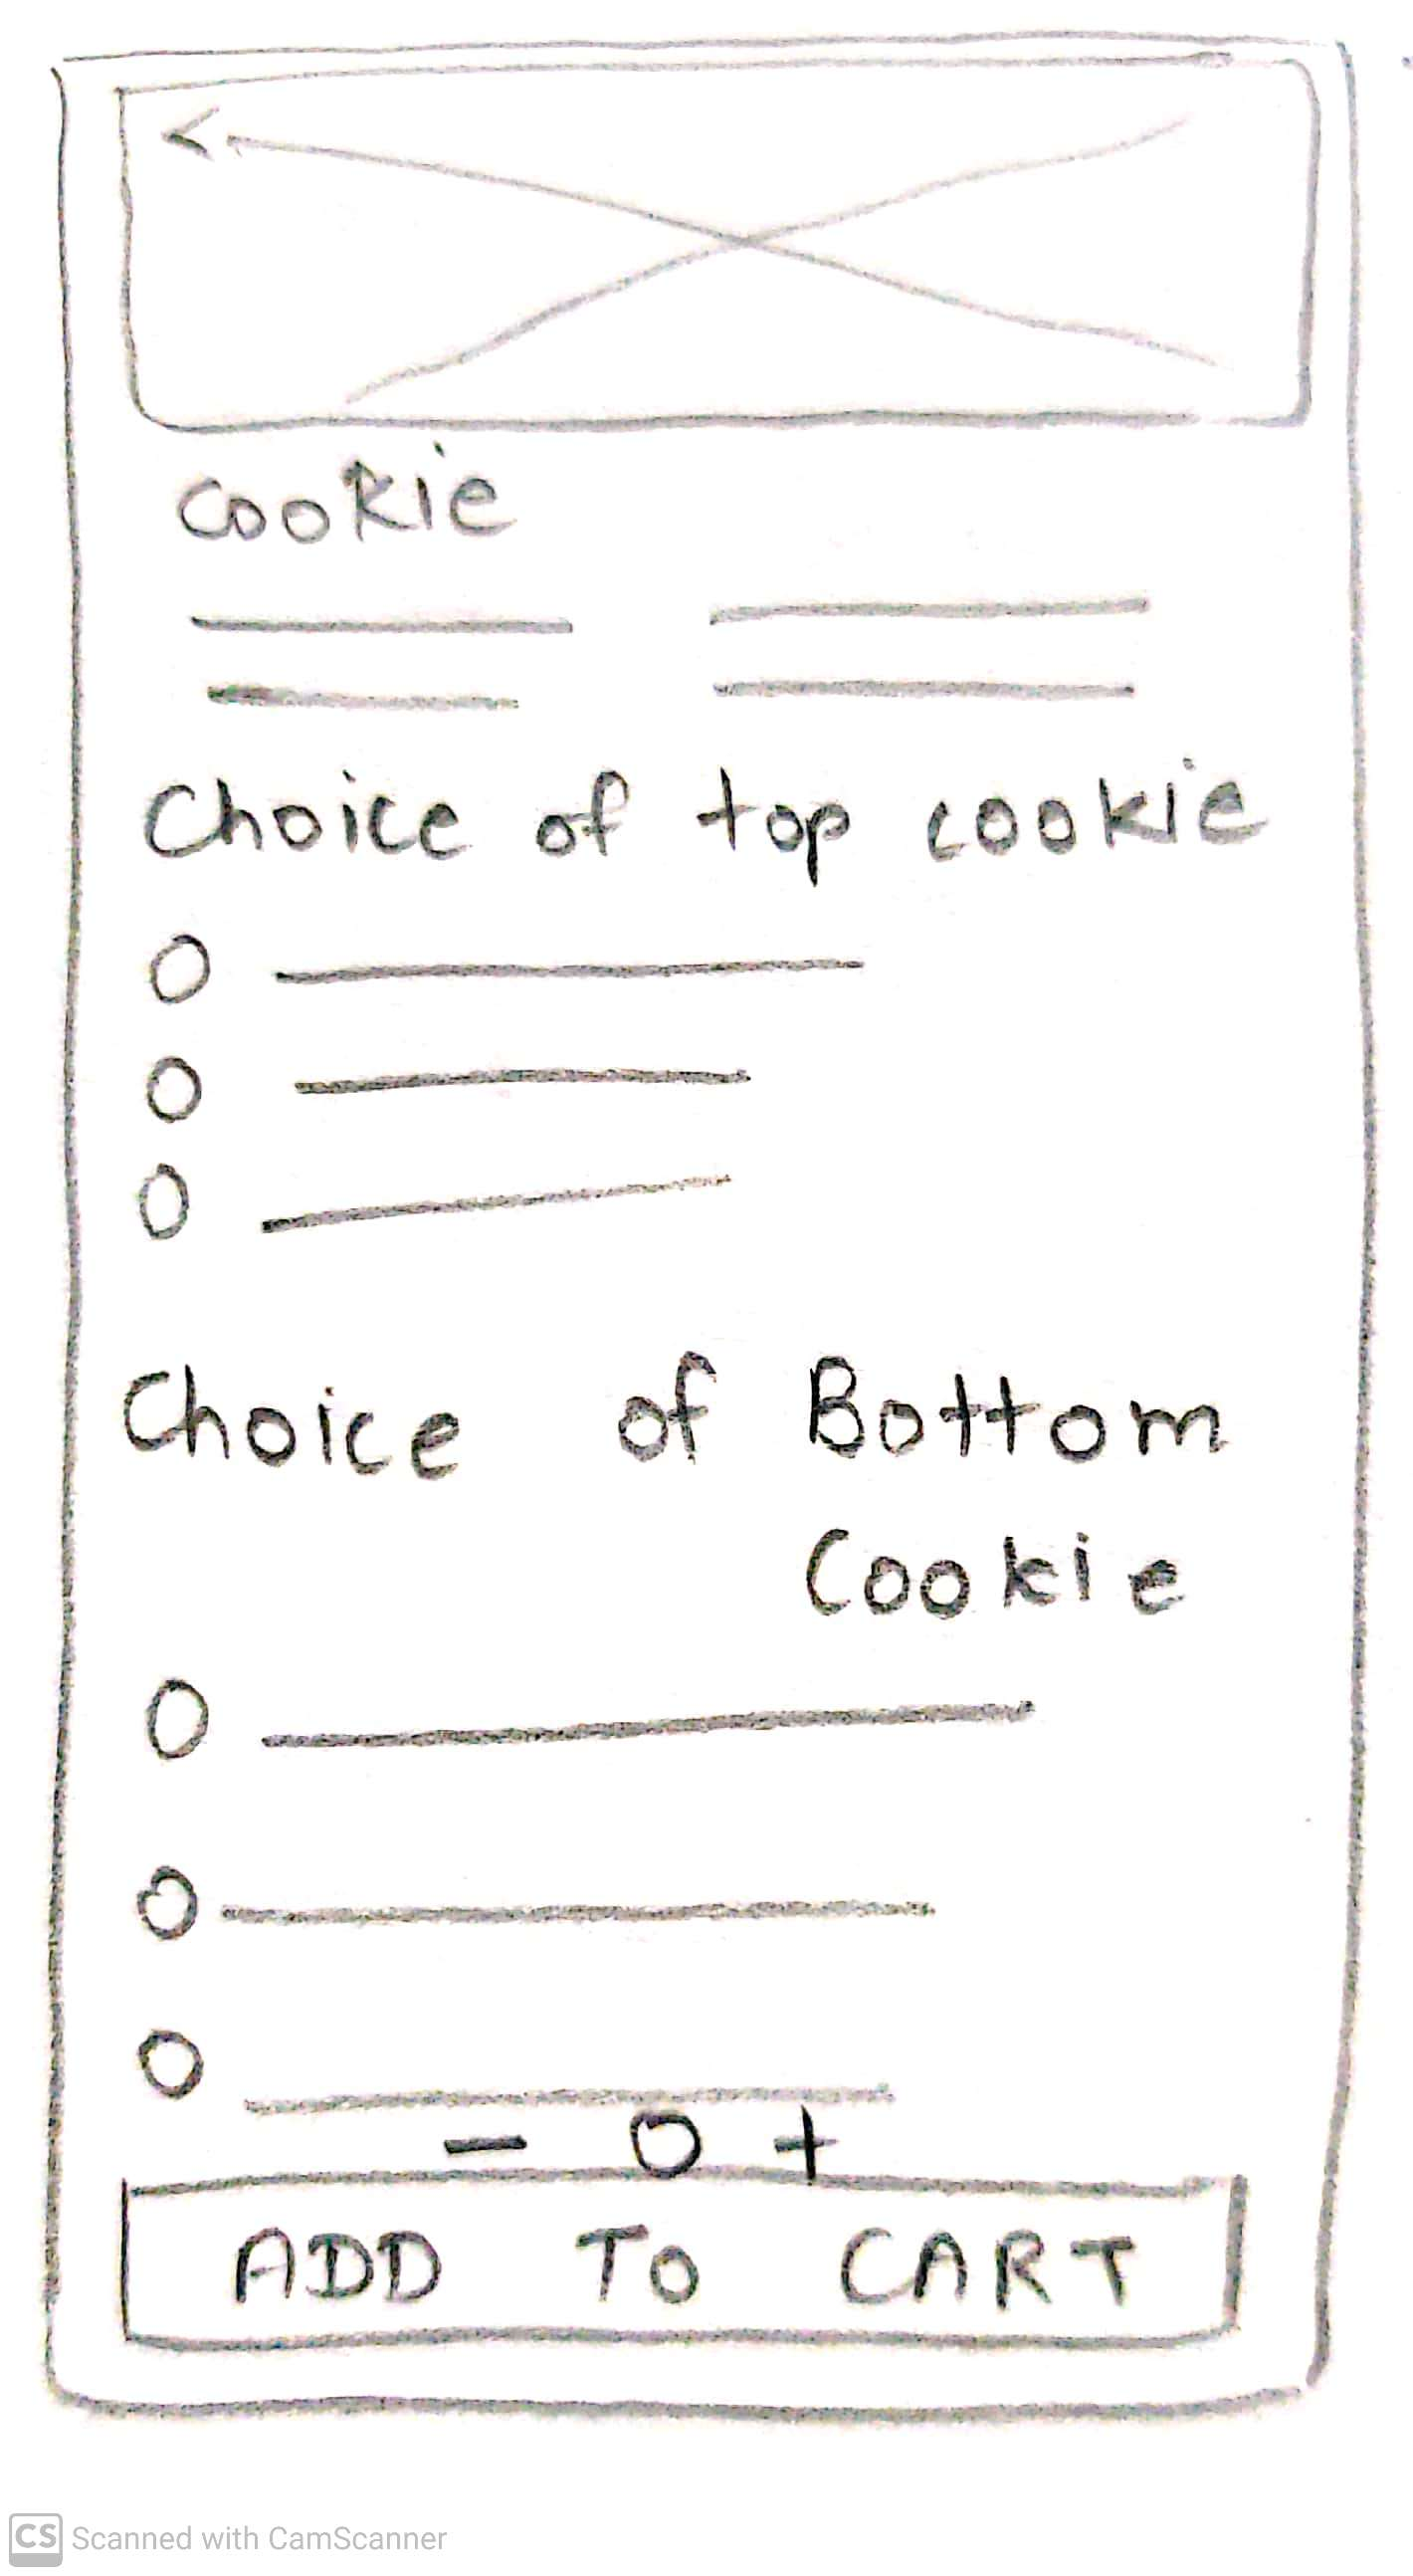 <
Cookie
Choice of top cookie
Choice of Bottom
Cookie
- 0 +
ADD TO CART
CS Scanned with CamScanner